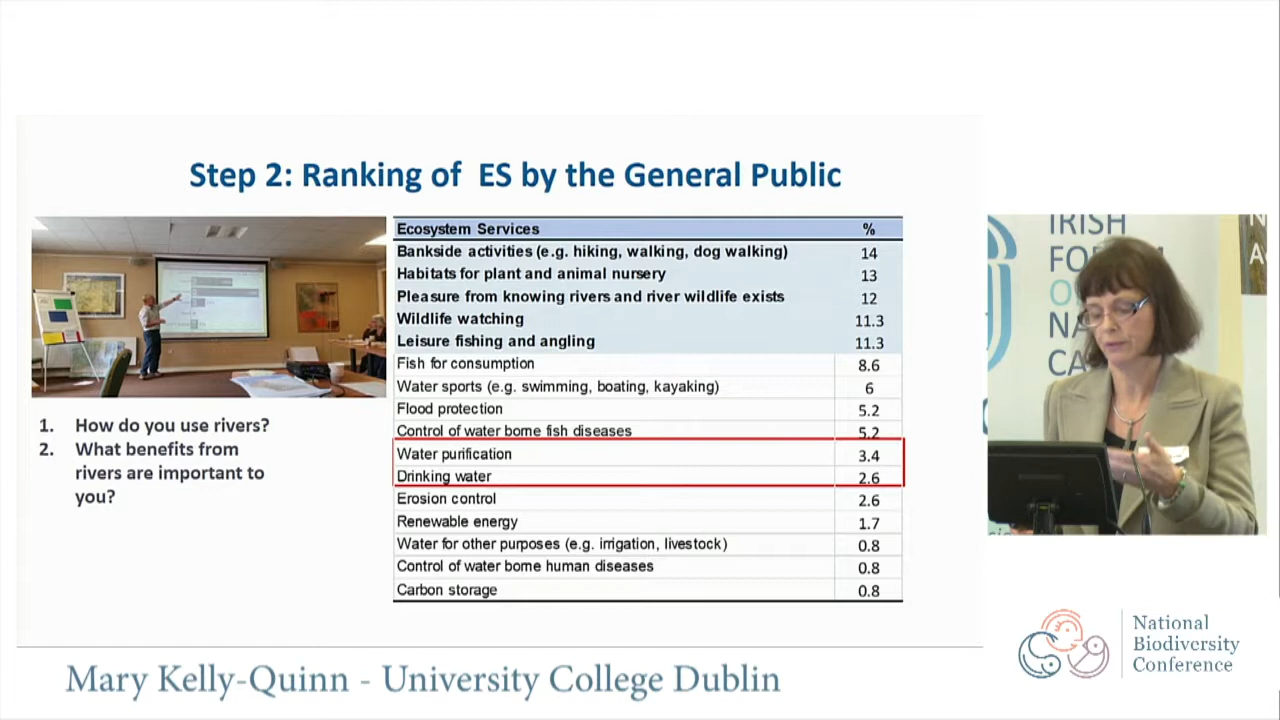 Step 2: Ranking of ES by the General Public
Ecosystem Services %
Bankside activities (e.g. hiking, walking, dog walking) 14
Habitats for plant and animal nursery 13
Pleasure from knowing rivers and river wildlife exists 12
Wildlife watching 11.3
Leisure fishing and angling 11.3
Fish for consumption 8.6
Water sports (e.g. swimming, boating, kayaking) 6
Flood protection 5.2
Control of water borne fish diseases 5.2
Water purification 3.4
Drinking water 2.6
Erosion control 2.6
Renewable energy 1.7
Water for other purposes (e.g. irrigation, livestock) 0.8
Control of water borne human diseases 0.8
Carbon storage 0.8
1. How do you use rivers?
2. What benefits from
rivers are important to
you?
IRISH
FO
O
NA
CA
N
A
National
Biodiversity
Conference
Mary Kelly-Quinn - University College Dublin